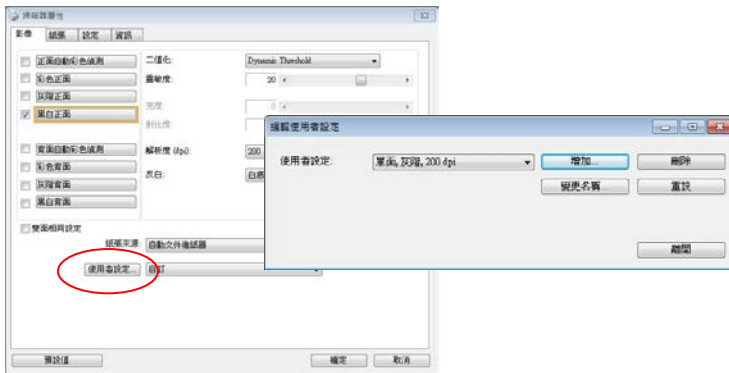 掃描器屬性
影像 紙張 設定 資訊
正面自動彩色偵測
彩色正面
灰階正面
黑白正面
背面自動彩色偵測
彩色背面
灰階背面
黑白背面
雙面相同設定
二值化: Dynamic Threshold
靈敏度: 20
亮度: 0
對比度:
解析度 (dpi): 200
反白:
紙張來源: 自動文件進紙器
使用者設定... 自訂
預設值 確定 取消
編輯使用者設定
使用者設定: 單面, 灰階, 200 dpi 增加... 刪除
變更名稱... 重設
離開